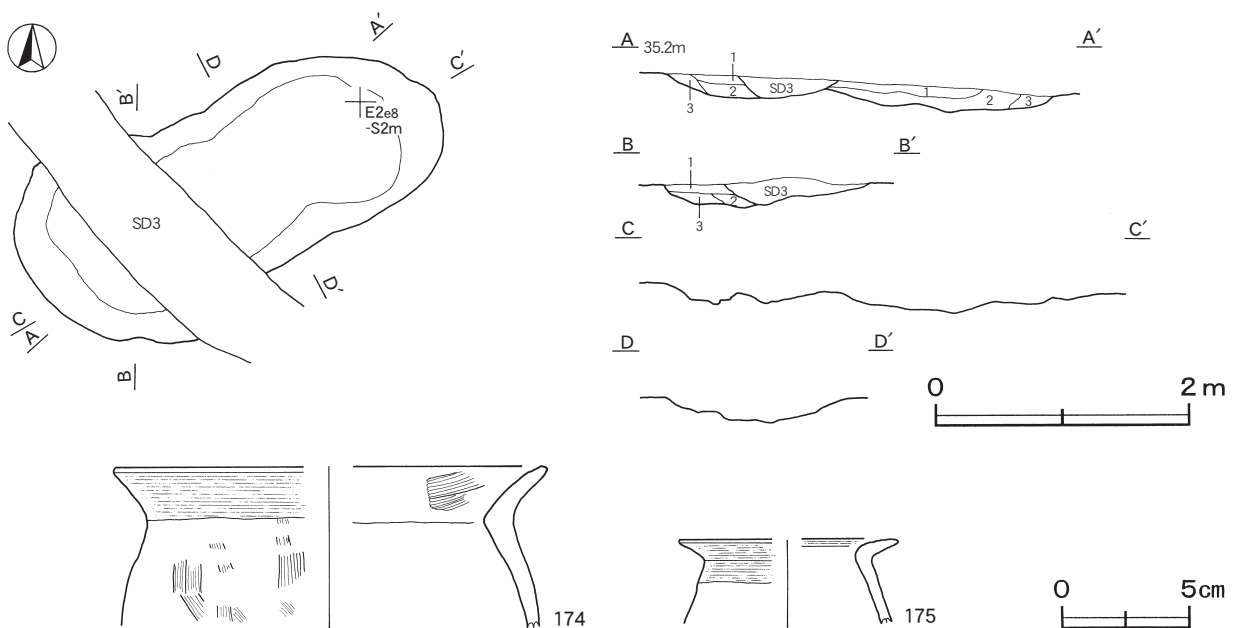 A′
C′
D
B′
E2e8
-S2m
SD3
D′
C
A
B
A 35.2m A′
1
2 SD3 1 2 3
3
B B′
1
SD3
2
3
C C′
D D′
0 2m
174
175
0 5cm